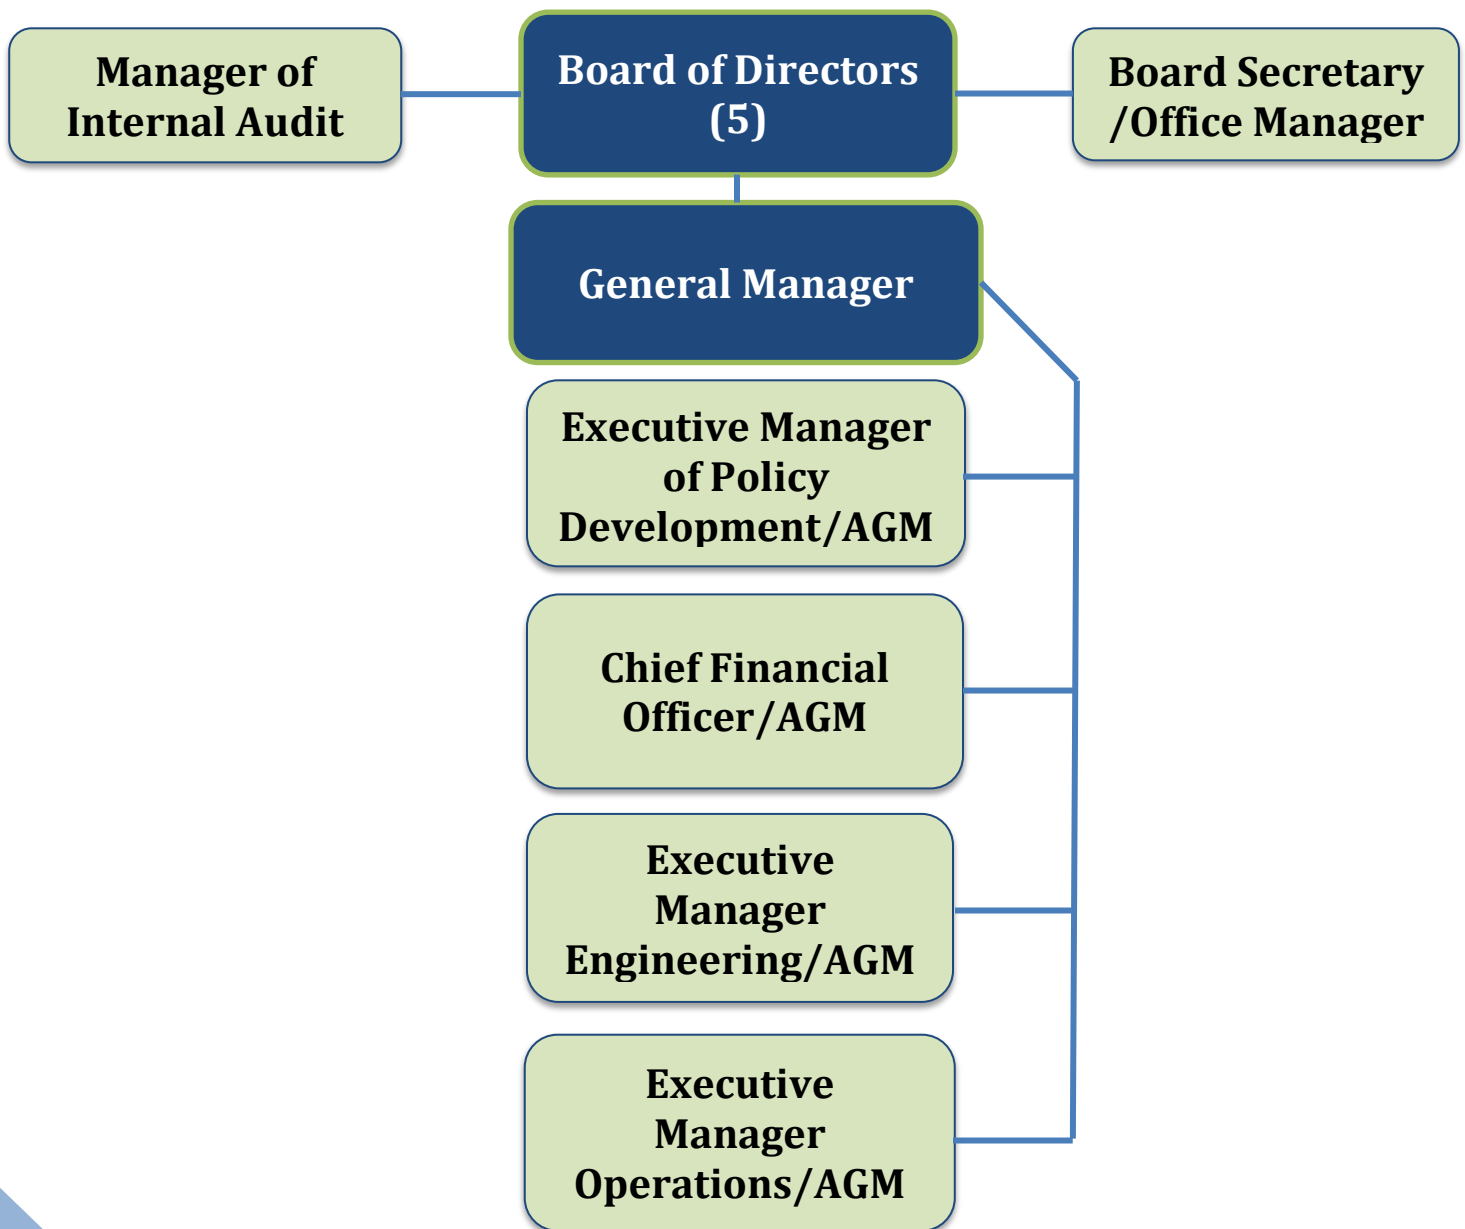 Manager of
Internal Audit
Board of Directors
(5)
Board Secretary
/Office Manager
General Manager
Executive Manager
of Policy
Development/AGM
Chief Financial
Officer/AGM
Executive
Manager
Engineering/AGM
Executive
Manager
Operations/AGM